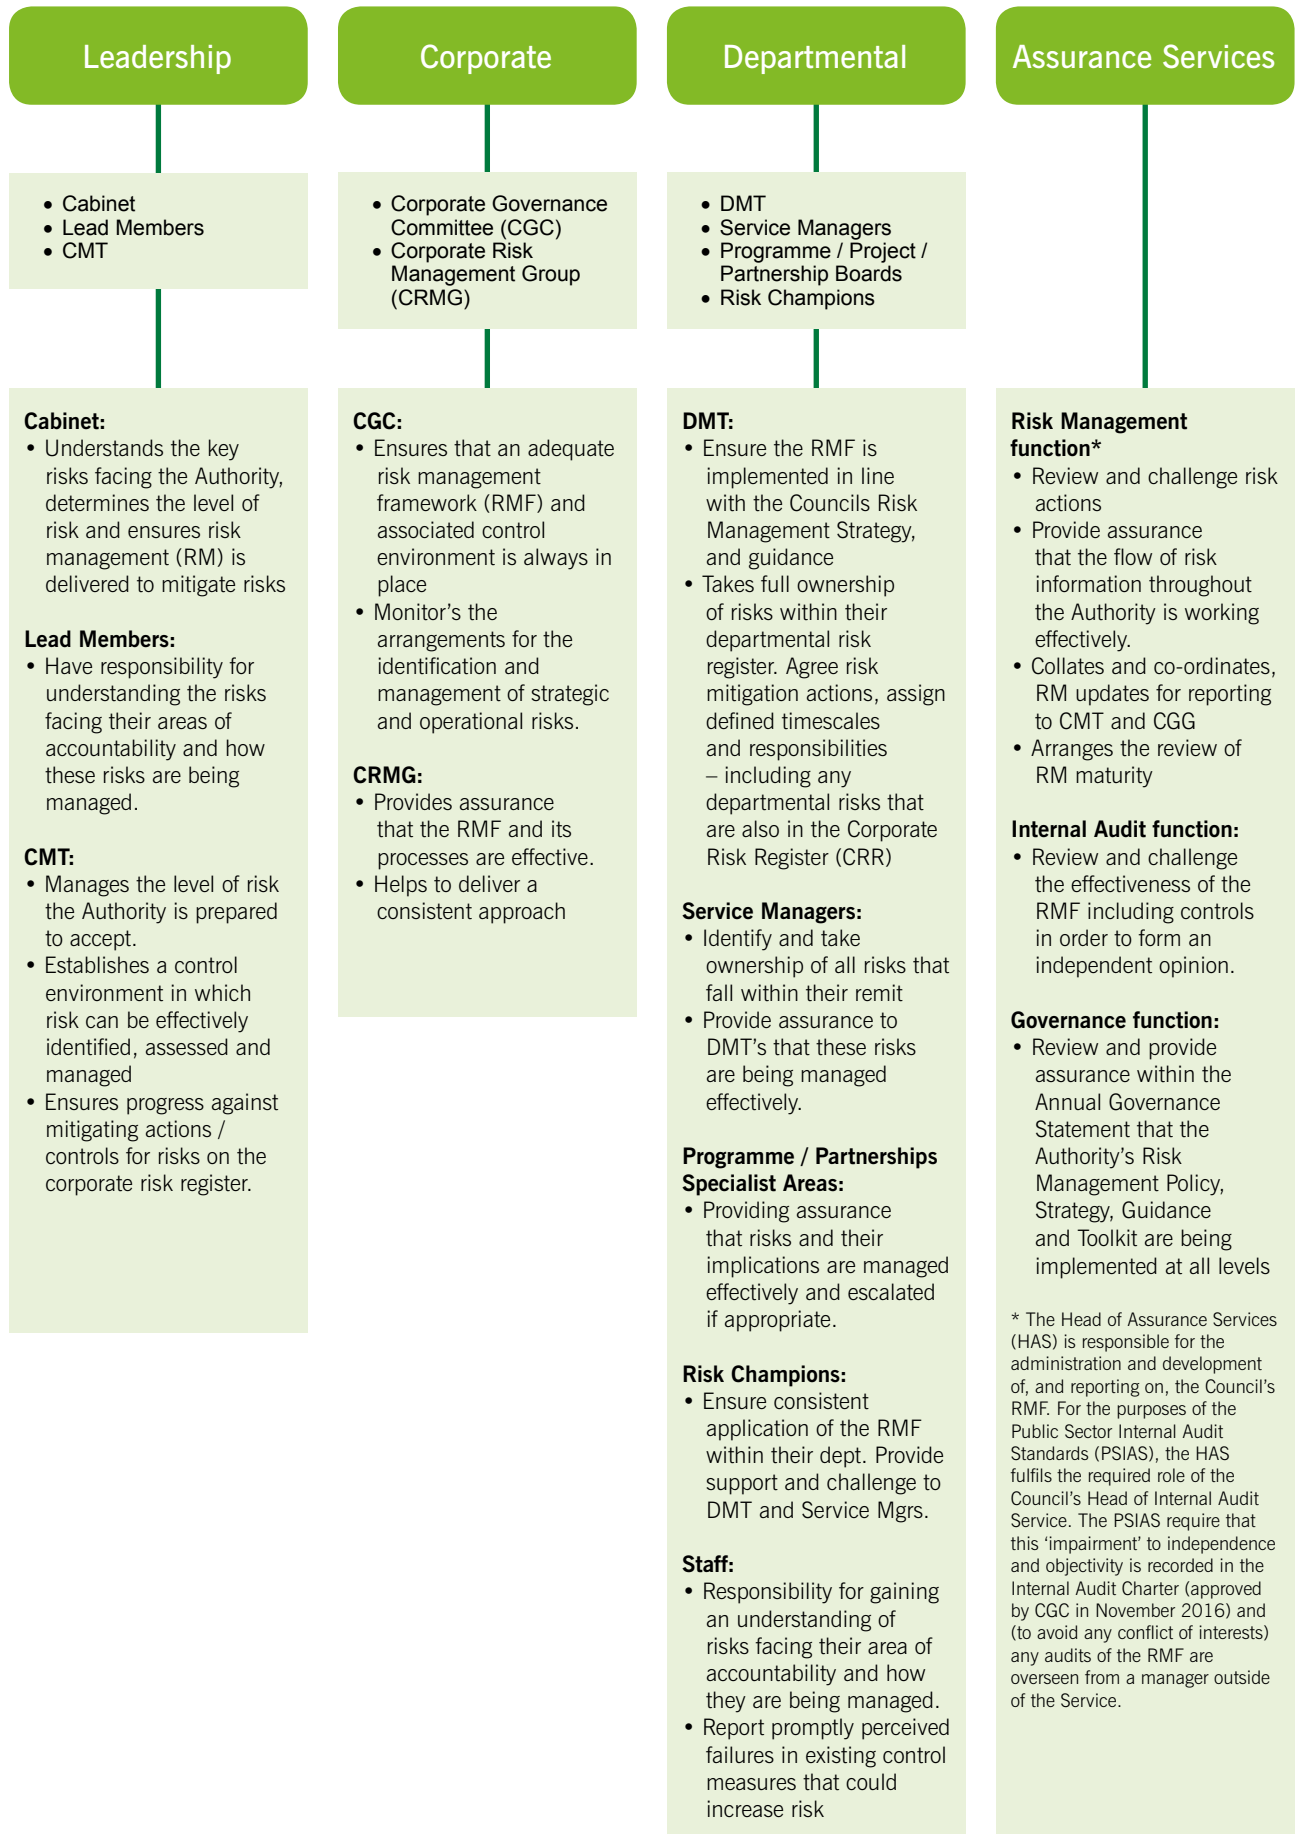 Leadership
• Cabinet
• Lead Members
• CMT
Cabinet:
• Understands the key
risks facing the Authority,
determines the level of
risk and ensures risk
management (RM) is
delivered to mitigate risks
Lead Members:
• Have responsibility for
understanding the risks
facing their areas of
accountability and how
these risks are being
managed.
CMT:
• Manages the level of risk
the Authority is prepared
to accept.
• Establishes a control
environment in which
risk can be effectively
identified, assessed and
managed
• Ensures progress against
mitigating actions /
controls for risks on the
corporate risk register.
Corporate
• Corporate Governance
Committee (CGC)
• Corporate Risk
Management Group
(CRMG)
CGC:
• Ensures that an adequate
risk management
framework (RMF) and
associated control
environment is always in
place
• Monitor's the
arrangements for the
identification and
management of strategic
and operational risks.
CRMG:
• Provides assurance
that the RMF and its
processes are effective.
• Helps to deliver a
consistent approach
Departmental
• DMT
• Service Managers
• Programme / Project /
Partnership Boards
• Risk Champions
DMT:
• Ensure the RMF is
implemented in line
with the Councils Risk
Management Strategy,
and guidance
• Takes full ownership
of risks within their
departmental risk
register. Agree risk
mitigation actions, assign
defined timescales
and responsibilities
– including any
departmental risks that
are also in the Corporate
Risk Register (CRR)
Service Managers:
• Identify and take
ownership of all risks that
fall within their remit
• Provide assurance to
DMT's that these risks
are being managed
effectively.
Programme / Partnerships
Specialist Areas:
• Providing assurance
that risks and their
implications are managed
effectively and escalated
if appropriate.
Risk Champions:
• Ensure consistent
application of the RMF
within their dept. Provide
support and challenge to
DMT and Service Mgrs.
Staff:
• Responsibility for gaining
an understanding of
risks facing their area of
accountability and how
they are being managed.
• Report promptly perceived
failures in existing control
measures that could
increase risk
Assurance Services
Risk Management
function*
• Review and challenge risk
actions
• Provide assurance
that the flow of risk
information throughout
the Authority is working
effectively.
• Collates and co-ordinates,
RM updates for reporting
to CMT and CGG
• Arranges the review of
RM maturity
Internal Audit function:
• Review and challenge
the effectiveness of the
RMF including controls
in order to form an
independent opinion.
Governance function:
• Review and provide
assurance within the
Annual Governance
Statement that the
Authority's Risk
Management Policy,
Strategy, Guidance
and Toolkit are being
implemented at all levels
* The Head of Assurance Services
(HAS) is responsible for the
administration and development
of, and reporting on, the Council's
RMF. For the purposes of the
Public Sector Internal Audit
Standards (PSIAS), the HAS
fulfils the required role of the
Council's Head of Internal Audit
Service. The PSIAS require that
this 'impairment' to independence
and objectivity is recorded in the
Internal Audit Charter (approved
by CGC in November 2016) and
(to avoid any conflict of interests)
any audits of the RMF are
overseen from a manager outside
of the Service.